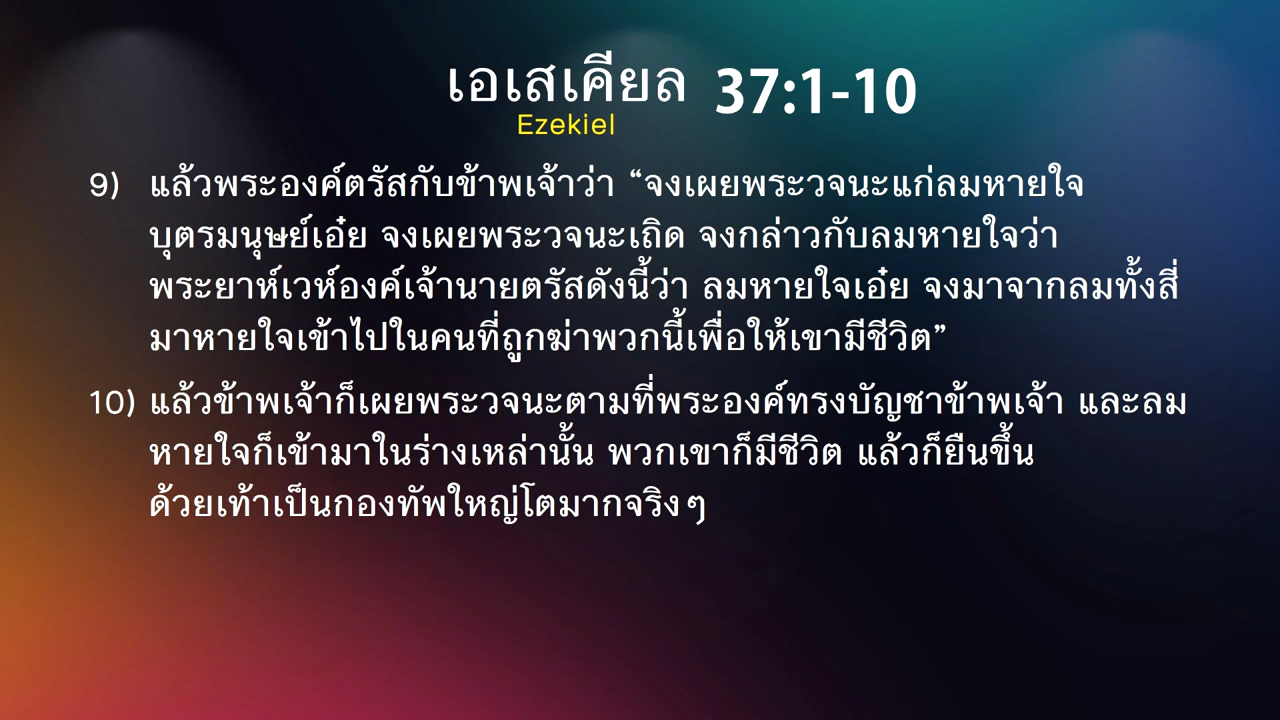 เอเสเคียล 37:1-10
Ezekiel
9) แล้วพระองค์ตรัสกับข้าพเจ้าว่า “จงเผยพระวจนะแก่ลมหายใจ
บุตรมนุษย์เอ๋ย จงเผยพระวจนะเถิด จงกล่าวกับลมหายใจว่า
พระยาห์เวห์องค์เจ้านายตรัสดังนี้ว่า ลมหายใจเอ๋ย จงมาจากลมทั้งสี่
มาหายใจเข้าไปในคนที่ถูกฆ่าพวกนี้เพื่อให้เขามีชีวิต”
10) แล้วข้าพเจ้าก็เผยพระวจนะตามที่พระองค์ทรงบัญชาข้าพเจ้า และลม
หายใจก็เข้ามาในร่างเหล่านั้น พวกเขาก็มีชีวิต แล้วก็ยืนขึ้น
ด้วยเท้าเป็นกองทัพใหญ่โตมากจริงๆ